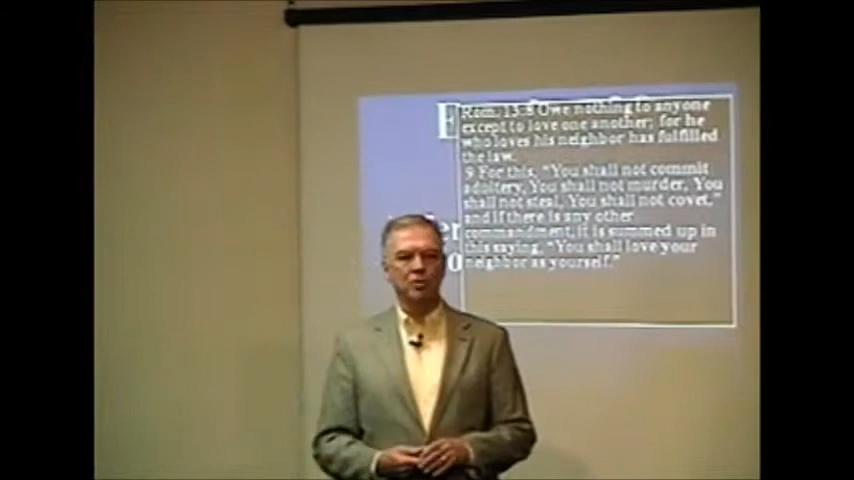 E
Rom. 13:8 Owe nothing to anyone
except to love one another; for he
who loves his neighbor has fulfilled
the law.
9 For this, "You shall not commit
adultery, You shall not murder, You
shall not steal, You shall not covet,"
and if there is any other
commandment, it is summed up in
this saying, "You shall love your
neighbor as yourself."
er